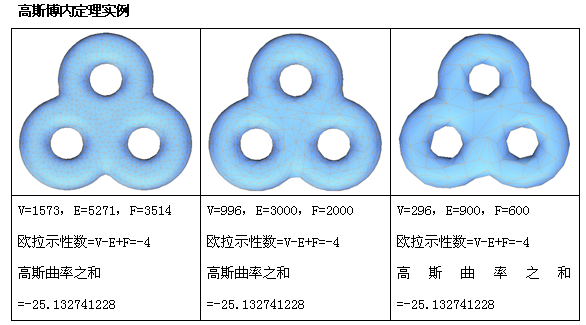 高斯博内定理实例
V=1573，E=5271，F=3514
欧拉示性数=V-E+F=-4
高斯曲率之和
=-25.132741228
V=996，E=3000，F=2000
欧拉示性数=V-E+F=-4
高斯曲率之和
=-25.132741228
V=296，E=900，F=600
欧拉示性数=V-E+F=-4
高斯曲率之和
=-25.132741228